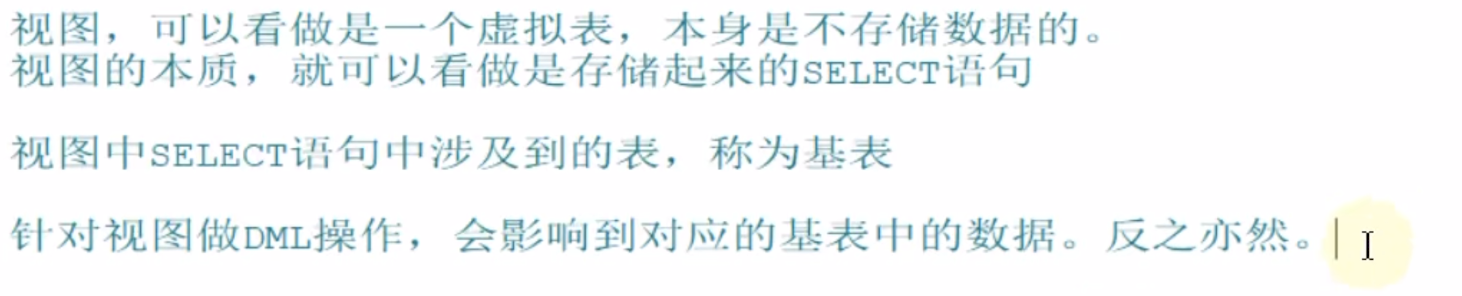 视图，可以看做是一个虚拟表，本身是不存储数据的。
视图的本质，就可以看做是存储起来的SELECT语句
视图中SELECT语句中涉及到的表，称为基表
针对视图做DML操作，会影响到对应的基表中的数据。反之亦然。